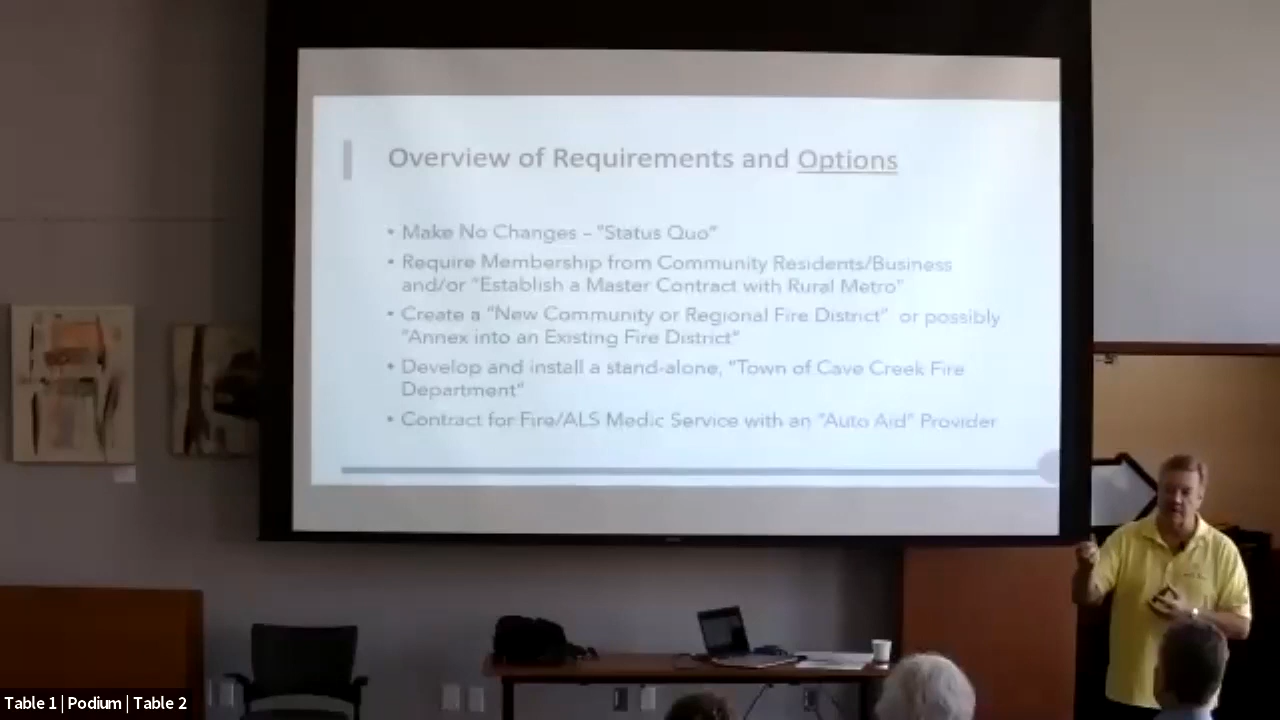 Overview of Requirements and Options
• Make No Changes – "Status Quo"
• Require Membership from Community Residents/Business
and/or "Establish a Master Contract with Rural Metro"
• Create a "New Community or Regional Fire District" or possibly
"Annex into an Existing Fire District"
• Develop and install a stand-alone, "Town of Cave Creek Fire
Department"
• Contract for Fire/ALS Medic Service with an "Auto Aid" Provider
Table 1 | Podium | Table 2